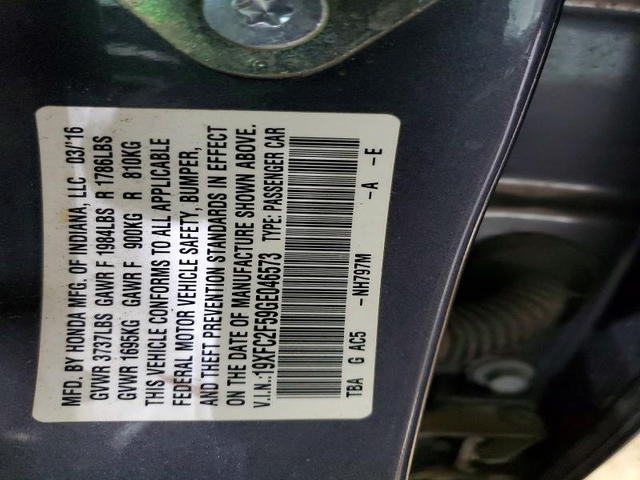 MFD. BY HONDA MFG. OF INDIANA, LLC 03/16
GVWR 3737LBS GAWR F 1984LBS R 1786LBS
GVWR 1695KG GAWR F 900KG R 810KG
THIS VEHICLE CONFORMS TO ALL APPLICABLE
FEDERAL MOTOR VEHICLE SAFETY, BUMPER,
AND THEFT PREVENTION STANDARDS IN EFFECT
ON THE DATE OF MANUFACTURE SHOWN ABOVE.
V.I.N.:19XFC2F59GE046573 TYPE: PASSENGER CAR
TBA G AC5 -NH797M -A -E